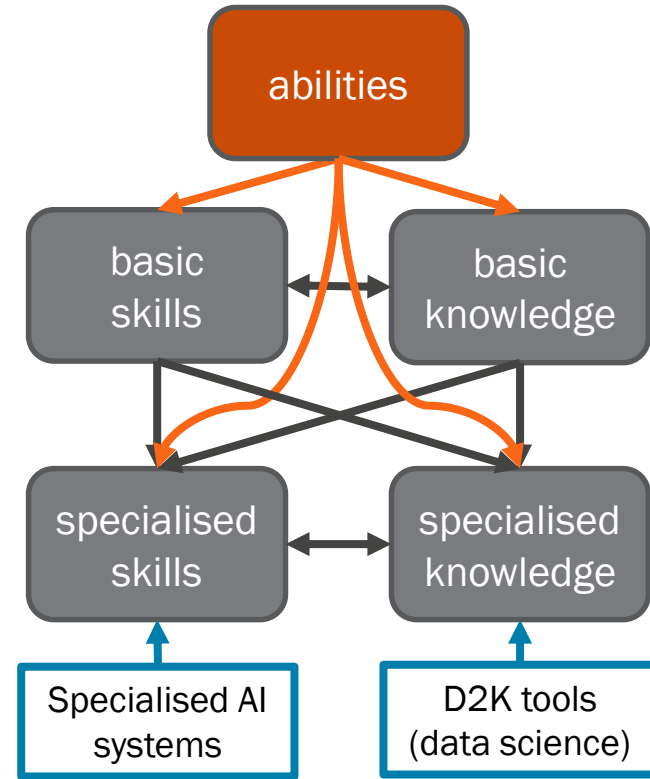 abilities
basic
skills
basic
knowledge
specialised
skills
specialised
knowledge
Specialised AI
systems
D2K tools
(data science)